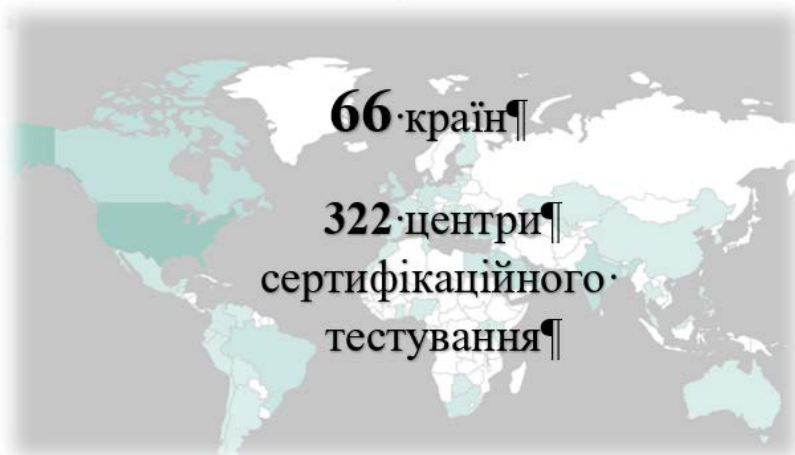 66·країн¶
322·центри¶
сертифікаційного·
тестування¶